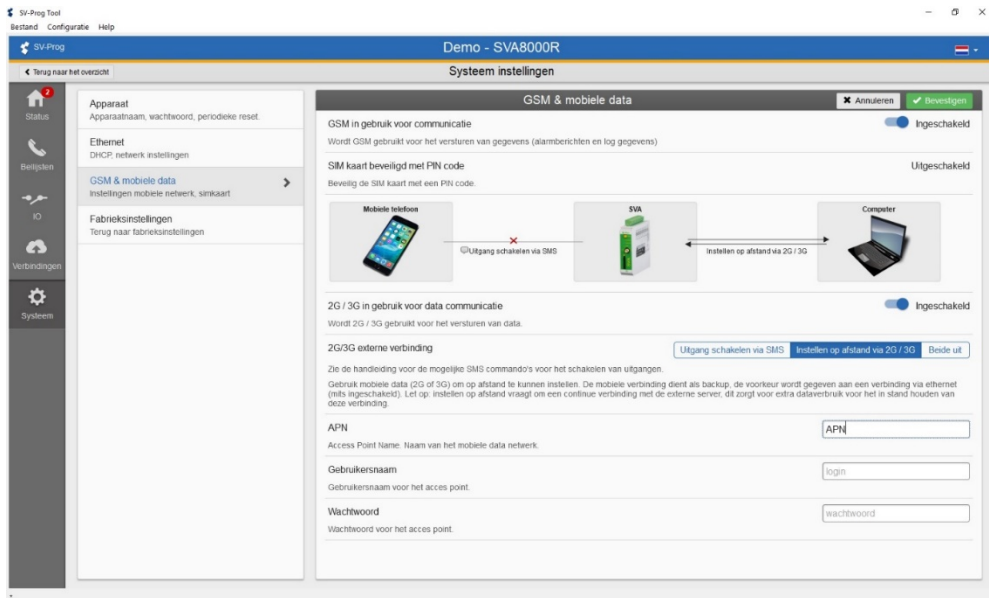 SV-Prog Tool
Bestand Configuratie Help
SV-Prog
Demo - SVA8000R
Terug naar het overzicht
Systeem instellingen
2
Status
Bellijsten
IO
Verbindingen
Systeem
Apparaat
Apparaatnaam, wachtwoord, periodieke reset.
Ethernet
DHCP, netwerk instellingen
GSM & mobiele data
Instellingen mobiele netwerk, simkaart
Fabrieksinstellingen
Terug naar fabrieksinstellingen
GSM & mobiele data
Annuleren
Bevestigen
GSM in gebruik voor communicatie
Ingeschakeld
Wordt GSM gebruikt voor het versturen van gegevens (alarmberichten en log gegevens)
SIM kaart beveiligd met PIN code
Uitgeschakeld
Beveilig de SIM kaart met een PIN code.
Mobiele telefoon
SVA
Computer
Uitgang schakelen via SMS
Instellen op afstand via 2G / 3G
2G / 3G in gebruik voor data communicatie
Ingeschakeld
Wordt 2G / 3G gebruikt voor het versturen van data.
2G/3G externe verbinding
Uitgang schakelen via SMS
Instellen op afstand via 2G / 3G
Beide uit
Zie de handleiding voor de mogelijke SMS commando's voor het schakelen van uitgangen.
Gebruik mobiele data (2G of 3G) om op afstand te kunnen instellen. De mobiele verbinding dient als backup, de voorkeur wordt gegeven aan een verbinding via ethernet
(mits ingeschakeld). Let op: instellen op afstand vraagt om een continue verbinding met de externe server, dit zorgt voor extra dataverbruik voor het in stand houden van
deze verbinding.
APN
APN
Access Point Name. Naam van het mobiele data netwerk.
Gebruikersnaam
login
Gebruikersnaam voor het acces point.
Wachtwoord
wachtwoord
Wachtwoord voor het acces point.